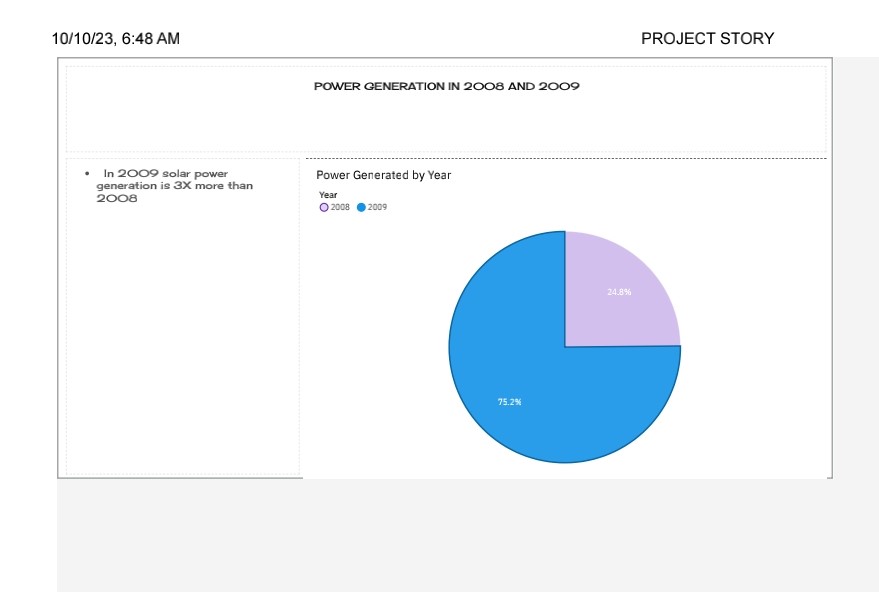 10/10/23, 6:48 AM
PROJECT STORY
POWER GENERATION IN 2008 AND 2009
• In 2009 solar power
generation is 3X more than
2008
Power Generated by Year
Year
2008 2009
24.8%
75.2%